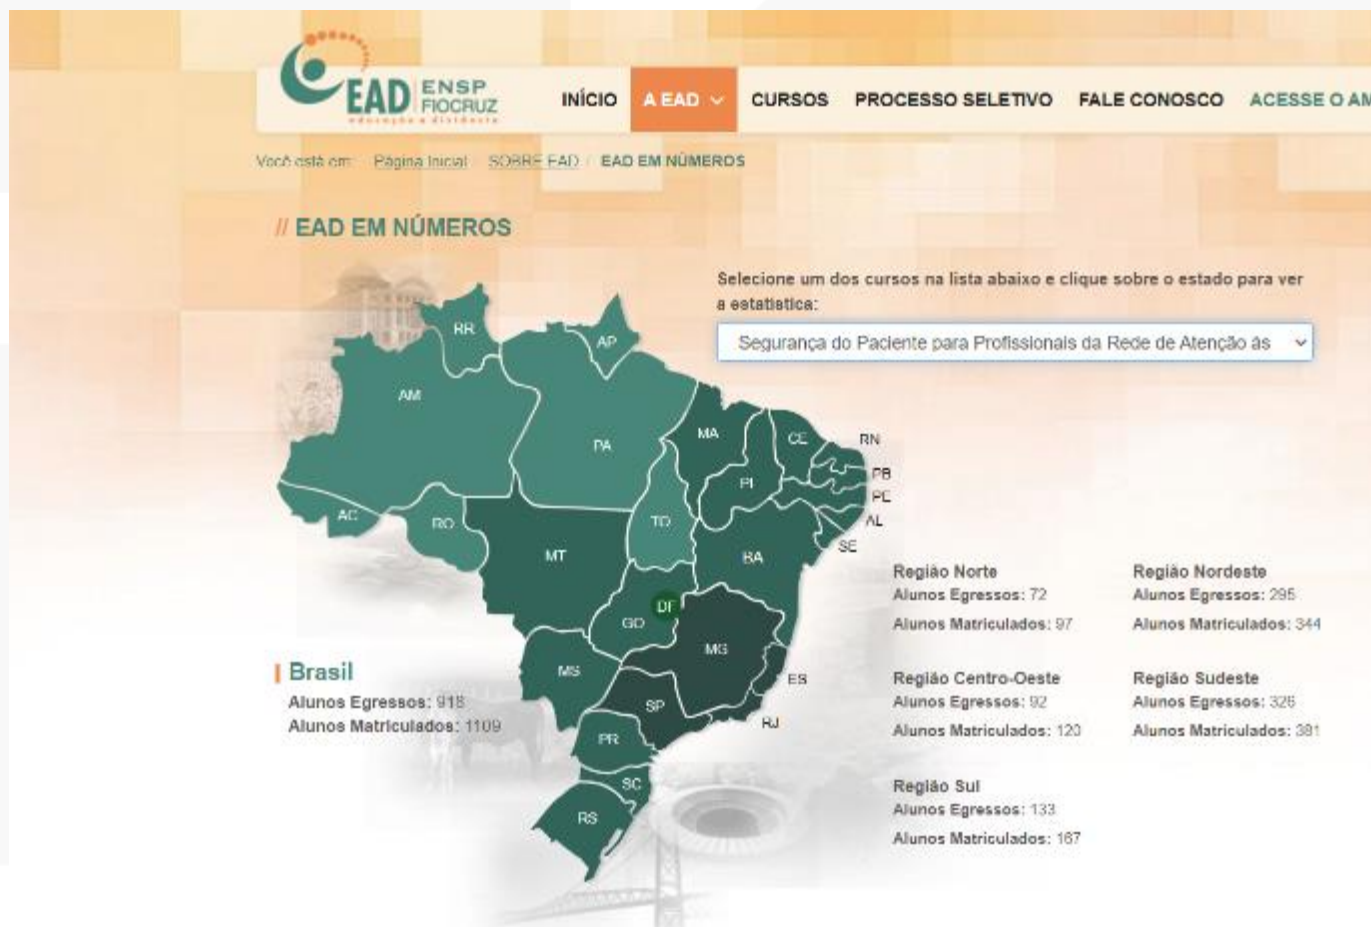 EAD ENSP
FIOCRUZ
educação a distância
INÍCIO A EAD CURSOS PROCESSO SELETIVO FALE CONOSCO ACESSE O AM
Você está em: Página Inicial / SOBRE EAD / EAD EM NÚMEROS
// EAD EM NÚMEROS
Selecione um dos cursos na lista abaixo e clique sobre o estado para ver
a estatística:
Segurança do Paciente para Profissionais da Rede de Atenção às
RR
AP
AM
PA
MA
CE
RN
PB
PI
PE
AC
RO
TO
AL
SE
MT
BA
DF
GO
MG
MS
ES
SP
RJ
PR
SC
RS
Brasil
Alunos Egressos: 918
Alunos Matriculados: 1109
Região Norte
Alunos Egressos: 72
Alunos Matriculados: 97
Região Nordeste
Alunos Egressos: 295
Alunos Matriculados: 344
Região Centro-Oeste
Alunos Egressos: 92
Alunos Matriculados: 120
Região Sudeste
Alunos Egressos: 326
Alunos Matriculados: 381
Região Sul
Alunos Egressos: 133
Alunos Matriculados: 167